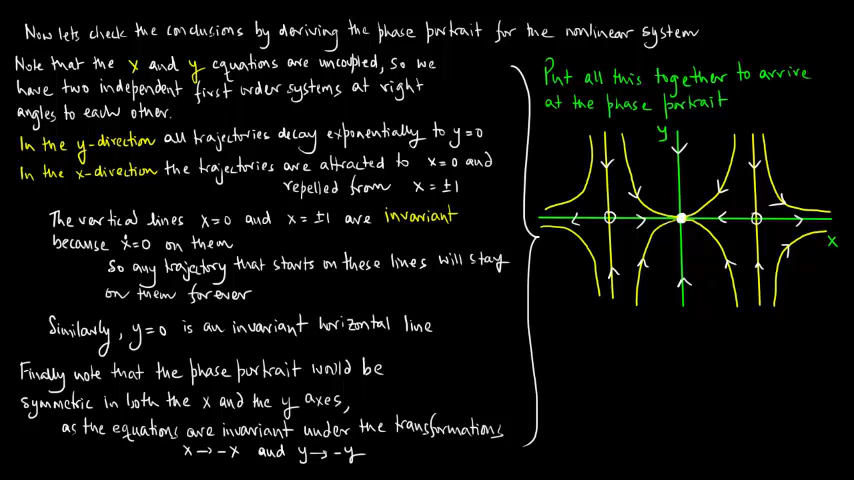 Now lets check the conclusions by deriving the phase portrait for the nonlinear system
Note that the x and y equations are uncoupled, so we
have two independent first order systems at right
angles to each other.
In the y-direction all trajectories decay exponentially to y=0
In the x-direction the trajectories are attracted to x=0 and
repelled from x=±1
The vertical lines x=0 and x=±1 are invariant
because ẋ=0 on them
So any trajectory that starts on these lines will stay
on them forever
Similarly, y=0 is an invariant horizontal line
Finally note that the phase portrait would be
symmetric in both the x and the y axes,
as the equations are invariant under the transformations
x→-x and y→-y
Put all this together to arrive
at the phase portrait
y
x